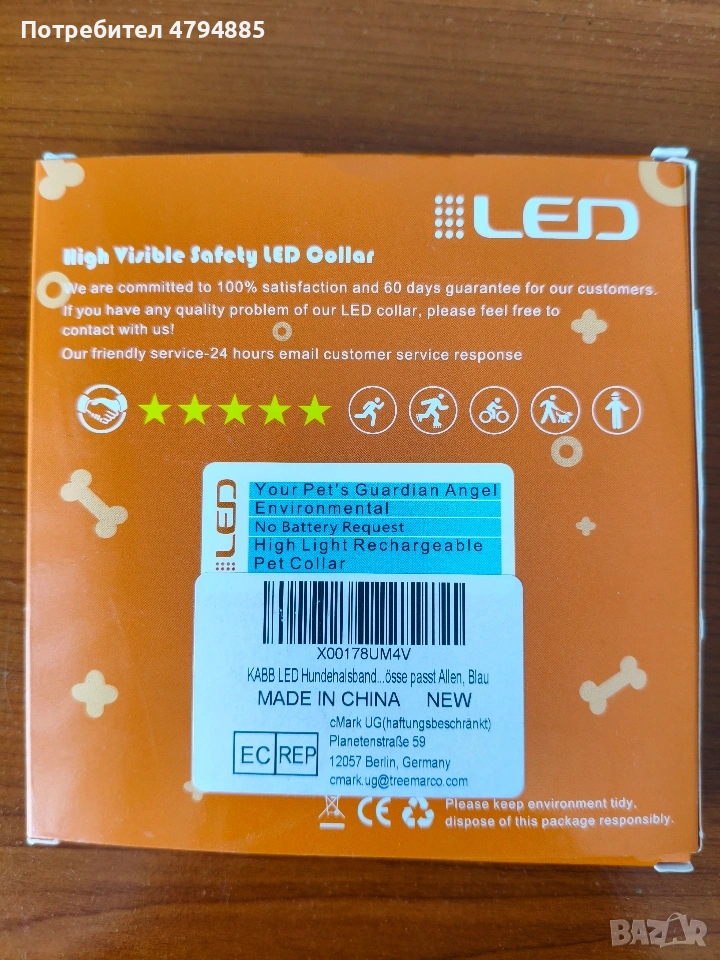 Потребител 4794885
LED
High Visible Safety LED Collar
We are committed to 100% satisfaction and 60 days guarantee for our customers.
If you have any quality problem of our LED collar, please feel free to
contact with us!
Our friendly service-24 hours email customer service response
LED
Your Pet's Guardian Angel
Environmental
No Battery Request
High Light Rechargeable
Pet Collar
X00178UM4V
KABB LED Hundehalsband...össe passt Allen, Blau
MADE IN CHINA NEW
cMark UG(haftungsbeschränkt)
Planetenstraße 59
12057 Berlin, Germany
cmark.ug@treemarco.com
EC REP
CE
Please keep environment tidy,
dispose of this package responsibly.
BAZAR